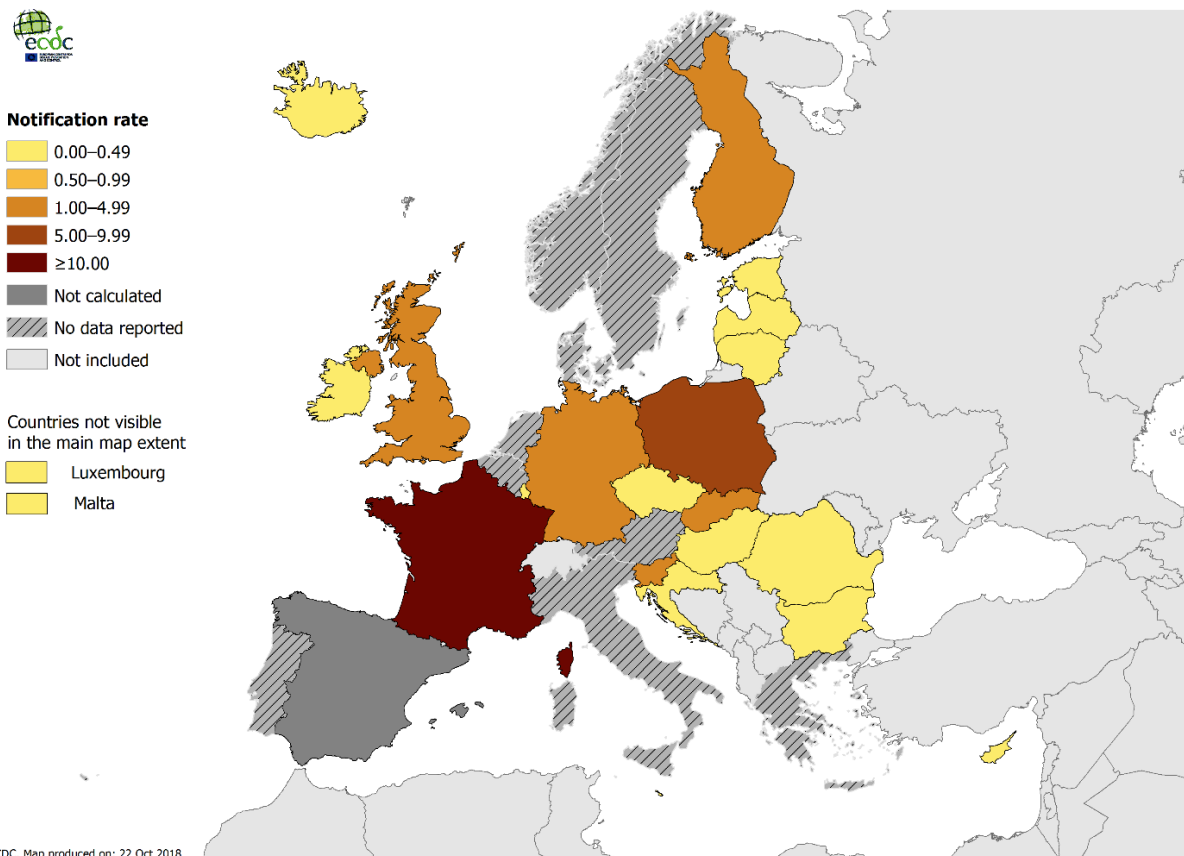 ecdc
Notification rate
0.00–0.49
0.50–0.99
1.00–4.99
5.00–9.99
≥10.00
Not calculated
No data reported
Not included
Countries not visible
in the main map extent
Luxembourg
Malta
Map produced on: 22 Oct 2018